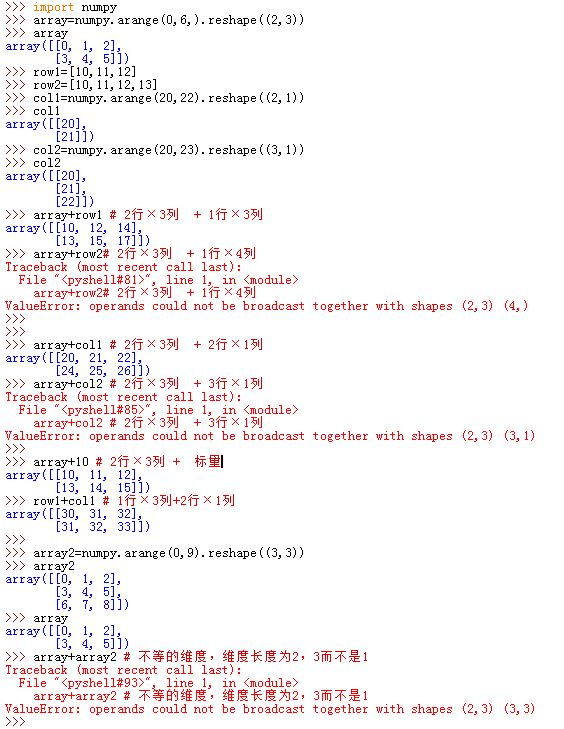 >>> import numpy
>>> array=numpy.arange(0,6,).reshape((2,3))
>>> array
array([[0, 1, 2],
       [3, 4, 5]])
>>> row1=[10,11,12]
>>> row2=[10,11,12,13]
>>> col1=numpy.arange(20,22).reshape((2,1))
>>> col1
array([[20],
       [21]])
>>> col2=numpy.arange(20,23).reshape((3,1))
>>> col2
array([[20],
       [21],
       [22]])
>>> array+row1 # 2行×3列  + 1行×3列
array([[10, 12, 14],
       [13, 15, 17]])
>>> array+row2# 2行×3列  + 1行×4列
Traceback (most recent call last):
  File "<pyshell#81>", line 1, in <module>
    array+row2# 2行×3列  + 1行×4列
ValueError: operands could not be broadcast together with shapes (2,3) (4,)
>>>
>>>
>>> array+col1 # 2行×3列  + 2行×1列
array([[20, 21, 22],
       [24, 25, 26]])
>>> array+col2 # 2行×3列  + 3行×1列
Traceback (most recent call last):
  File "<pyshell#85>", line 1, in <module>
    array+col2 # 2行×3列  + 3行×1列
ValueError: operands could not be broadcast together with shapes (2,3) (3,1)
>>>
>>> array+10 # 2行×3列 +  标量
array([[10, 11, 12],
       [13, 14, 15]])
>>> row1+col1 # 1行×3列+2行×1列
array([[30, 31, 32],
       [31, 32, 33]])
>>>
>>> array2=numpy.arange(0,9).reshape((3,3))
>>> array2
array([[0, 1, 2],
       [3, 4, 5],
       [6, 7, 8]])
>>> array
array([[0, 1, 2],
       [3, 4, 5]])
>>> array+array2 # 不等的维度，维度长度为2，3而不是1
Traceback (most recent call last):
  File "<pyshell#93>", line 1, in <module>
    array+array2 # 不等的维度，维度长度为2，3而不是1
ValueError: operands could not be broadcast together with shapes (2,3) (3,3)
>>>